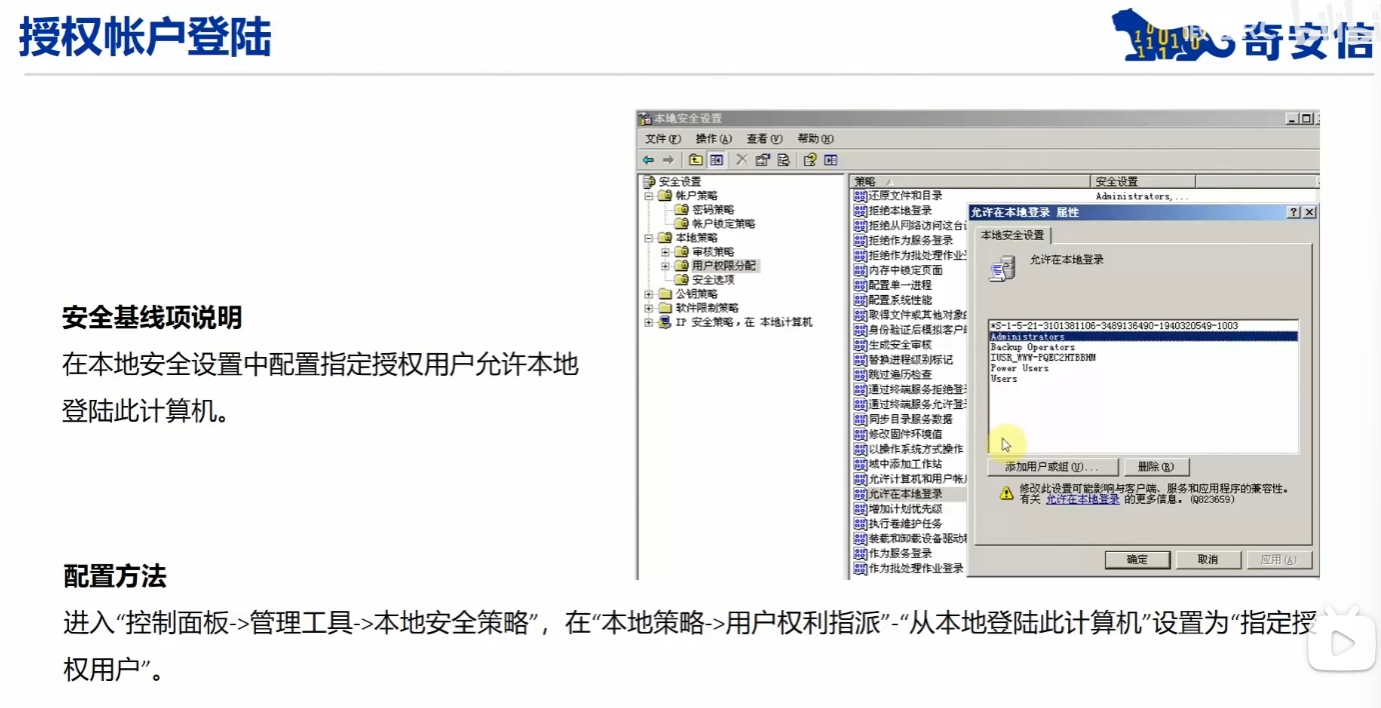 授权帐户登陆
奇安信
安全基线项说明
在本地安全设置中配置指定授权用户允许本地
登陆此计算机。
本地安全设置
文件(F) 操作(A) 查看(V) 帮助(H)
安全设置
帐户策略
密码策略
帐户锁定策略
本地策略
审核策略
用户权限分配
安全选项
公钥策略
软件限制策略
IP 安全策略，在 本地计算机
策略 安全设置
还原文件和目录 Administrators,...
拒绝本地登录
拒绝从网络访问这台
拒绝作为服务登录
拒绝作为批处理作业
内存中锁定页面
配置单一进程
配置系统性能
取得文件或其他对象
身份验证后模拟客户
生成安全审核
替换进程级别标记
跳过遍历检查
通过终端服务拒绝登
通过终端服务允许登
同步目录服务数据
修改固件环境值
以操作系统方式操作
域中添加工作站
允许计算机和用户帐
允许在本地登录
增加计划优先级
执行卷维护任务
装载和卸载设备驱动
作为服务登录
作为批处理作业登录
允许在本地登录 属性
本地安全设置
允许在本地登录
*S-1-5-21-3101381106-3489136490-1940320549-1003
Administrators
Backup Operators
IUSR_WWW-PQEC2MTBBHM
Power Users
Users
添加用户或组(U)... 删除(R)
修改此设置可能影响与客户端、服务和应用程序的兼容性。
有关 允许在本地登录 的更多信息。(Q823659)
确定 取消 应用(A)
配置方法
进入“控制面板->管理工具->本地安全策略”，在“本地策略->用户权利指派”-“从本地登陆此计算机”设置为“指定授
权用户”。